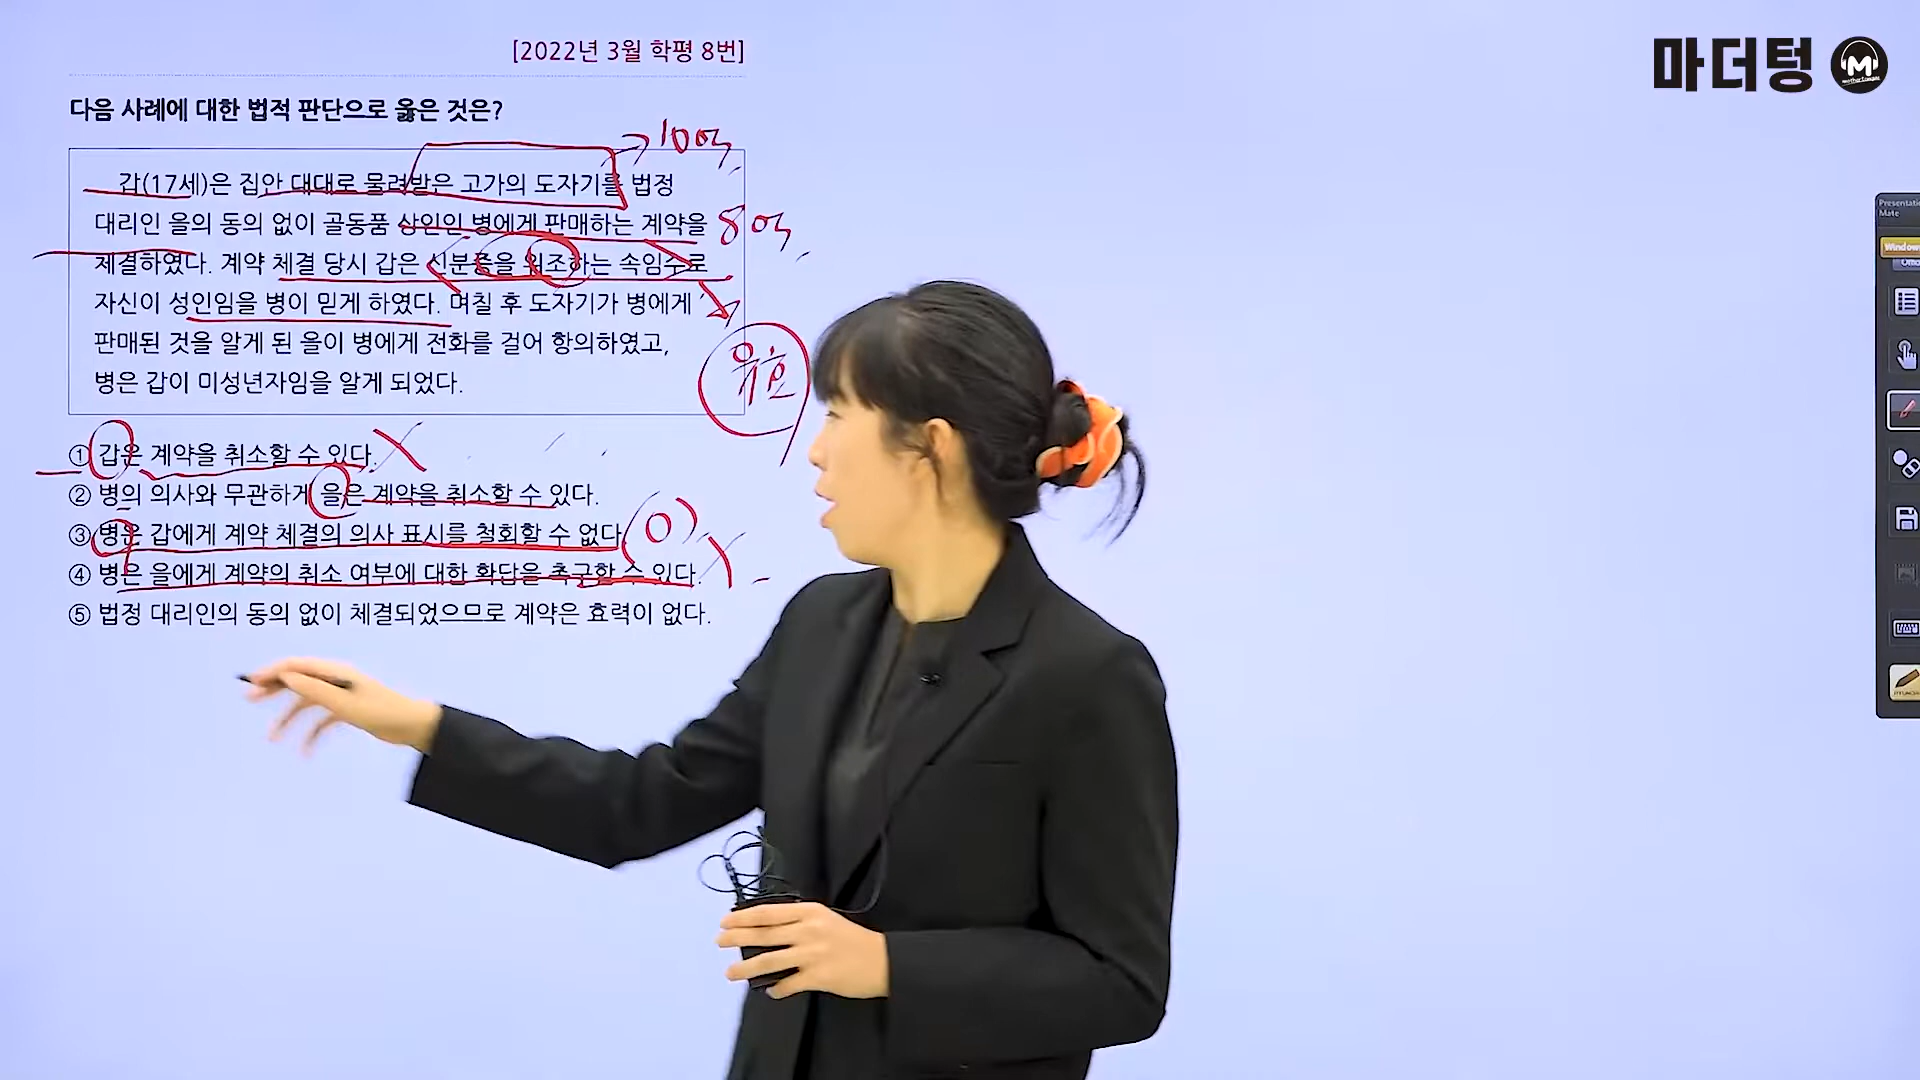 [2022년 3월 학평 8번]
마더텅
M
다음 사례에 대한 법적 판단으로 옳은 것은?
100억
갑(17세)은 집안 대대로 물려받은 고가의 도자기를 법정
대리인 을의 동의 없이 골동품 상인인 병에게 판매하는 계약을
8억
체결하였다. 계약 체결 당시 갑은 신분증을 위조하는 속임수로
자신이 성인임을 병이 믿게 하였다. 며칠 후 도자기가 병에게
판매된 것을 알게 된 을이 병에게 전화를 걸어 항의하였고,
병은 갑이 미성년자임을 알게 되었다.
유효
① 갑은 계약을 취소할 수 있다. X
② 병의 의사와 무관하게 을은 계약을 취소할 수 있다.
③ 병은 갑에게 계약 체결의 의사 표시를 철회할 수 없다. (O)
④ 병은 을에게 계약의 취소 여부에 대한 확답을 촉구할 수 있다. X
⑤ 법정 대리인의 동의 없이 체결되었으므로 계약은 효력이 없다.
Presentation
Mate
Window